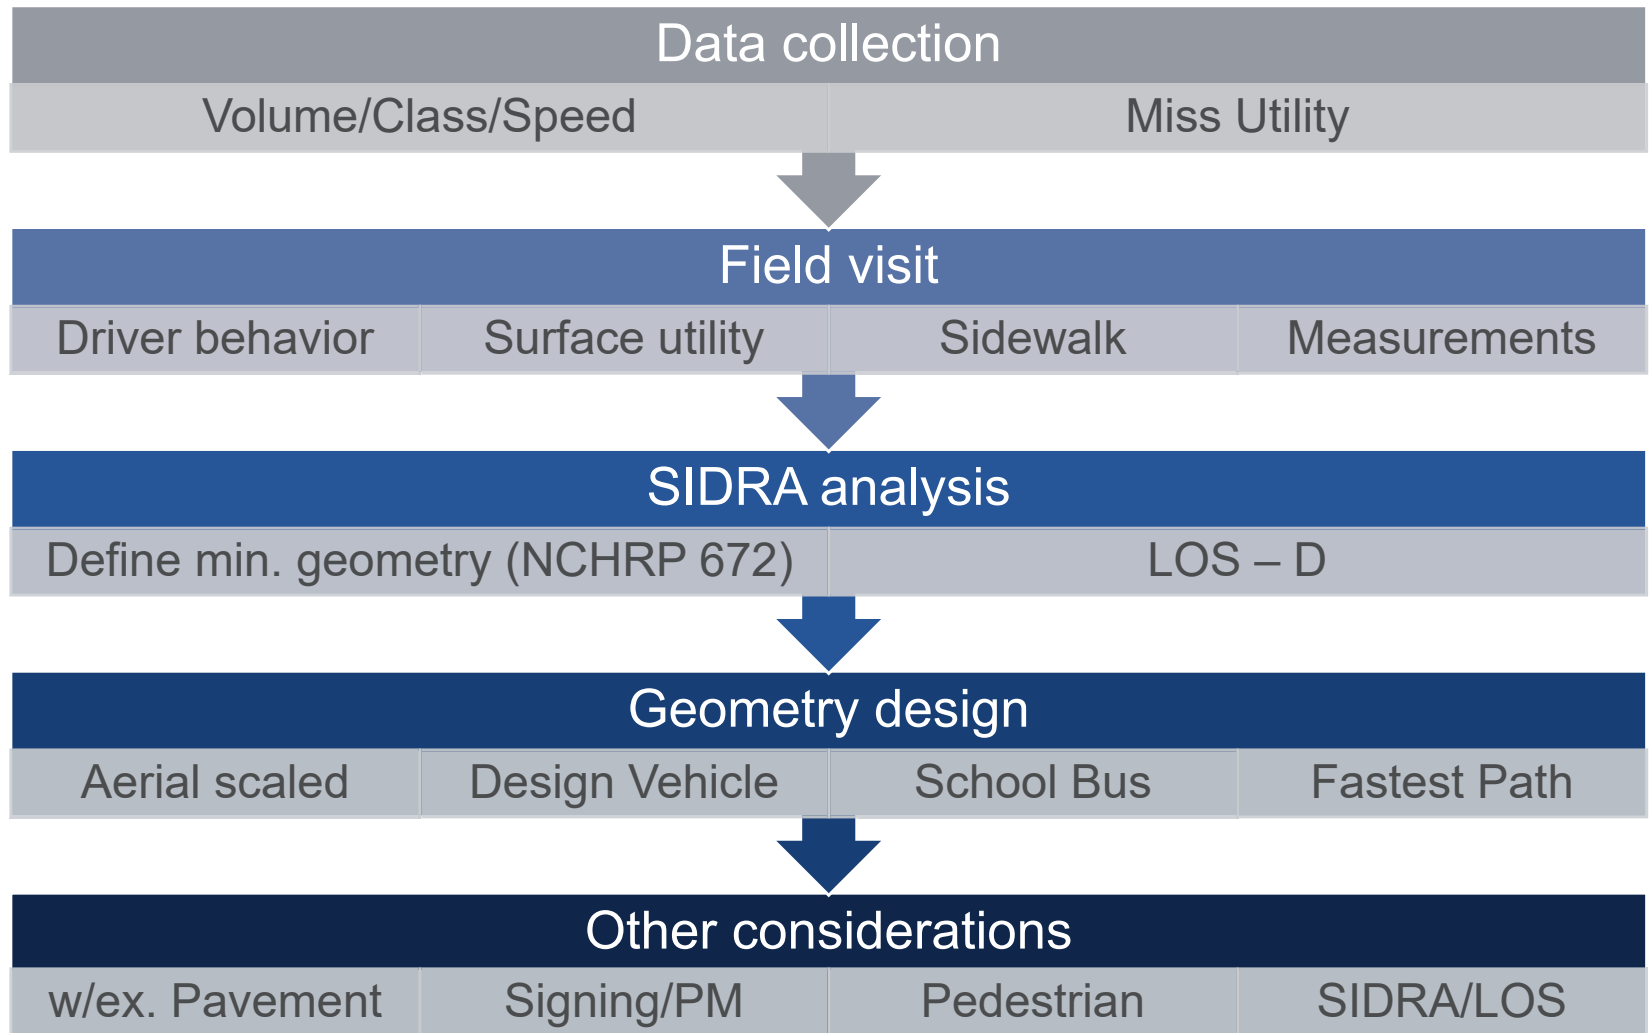 Data collection
Volume/Class/Speed
Miss Utility
Field visit
Driver behavior
Surface utility
Sidewalk
Measurements
SIDRA analysis
Define min. geometry (NCHRP 672)
LOS – D
Geometry design
Aerial scaled
Design Vehicle
School Bus
Fastest Path
Other considerations
w/ex. Pavement
Signing/PM
Pedestrian
SIDRA/LOS